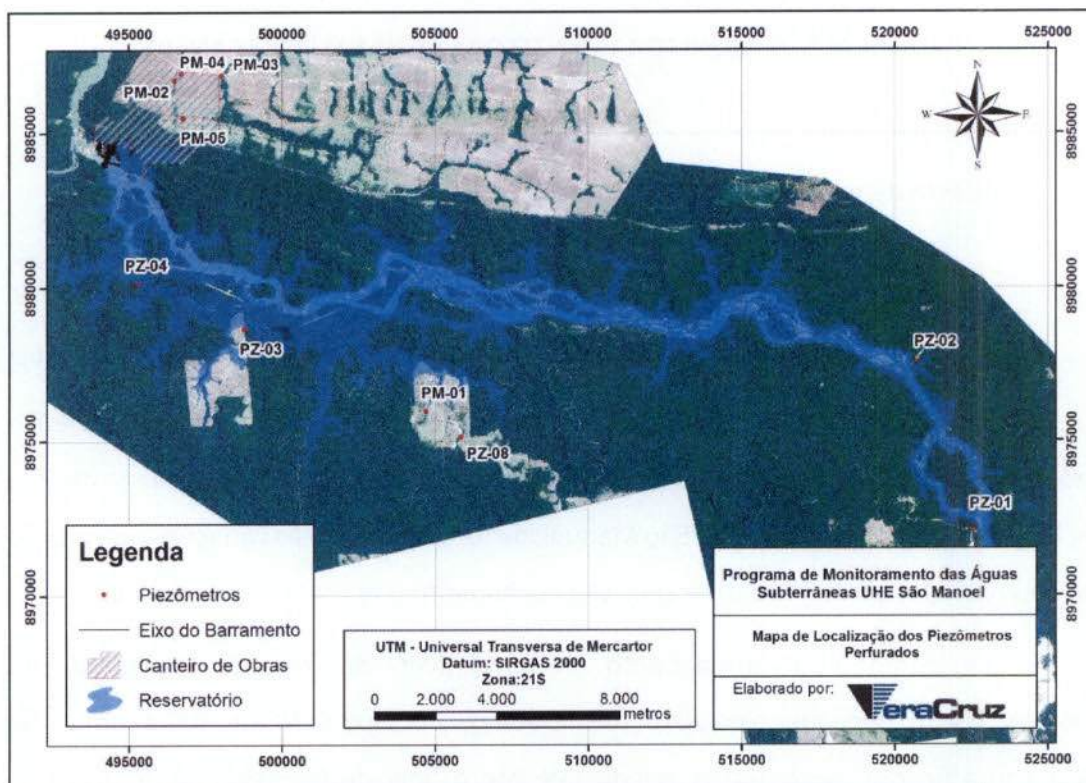 495000 500000 505000 510000 515000 520000 525000
PM-04
PM-03
PM-02
PM-05
N
W E
S
8985000 8985000
PZ-04
8980000 8980000
PZ-03
PZ-02
PM-01
PZ-08
8975000 8975000
PZ-01
8970000 8970000
Legenda
Piezômetros
Eixo do Barramento
Canteiro de Obras
Reservatório
UTM - Universal Transversa de Mercartor
Datum: SIRGAS 2000
Zona:21S
0 2.000 4.000 8.000
metros
Programa de Monitoramento das Águas
Subterrâneas UHE São Manoel
Mapa de Localização dos Piezômetros
Perfurados
Elaborado por: VeraCruz
495000 500000 505000 510000 515000 520000 525000